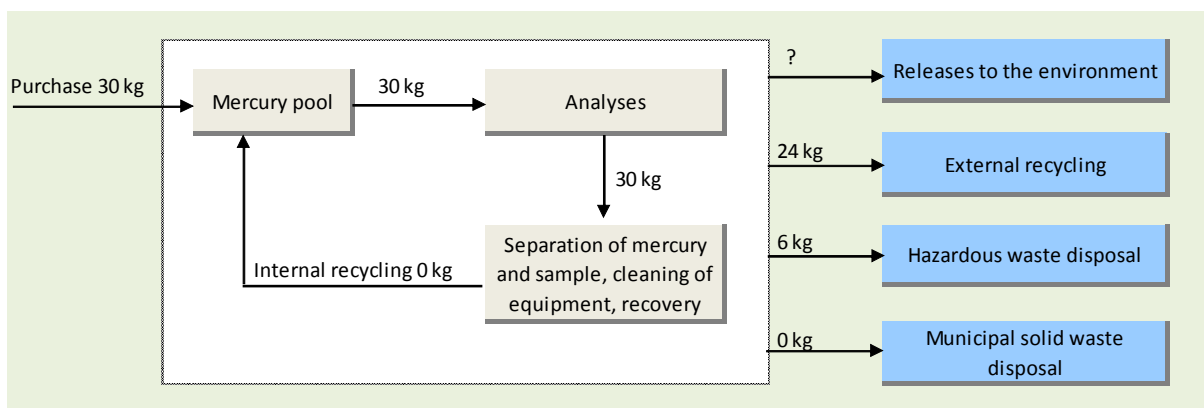 Purchase 30 kg
Mercury pool
30 kg
Analyses
30 kg
Separation of mercury
and sample, cleaning of
equipment, recovery
Internal recycling 0 kg
?
Releases to the environment
24 kg
External recycling
6 kg
Hazardous waste disposal
0 kg
Municipal solid waste
disposal